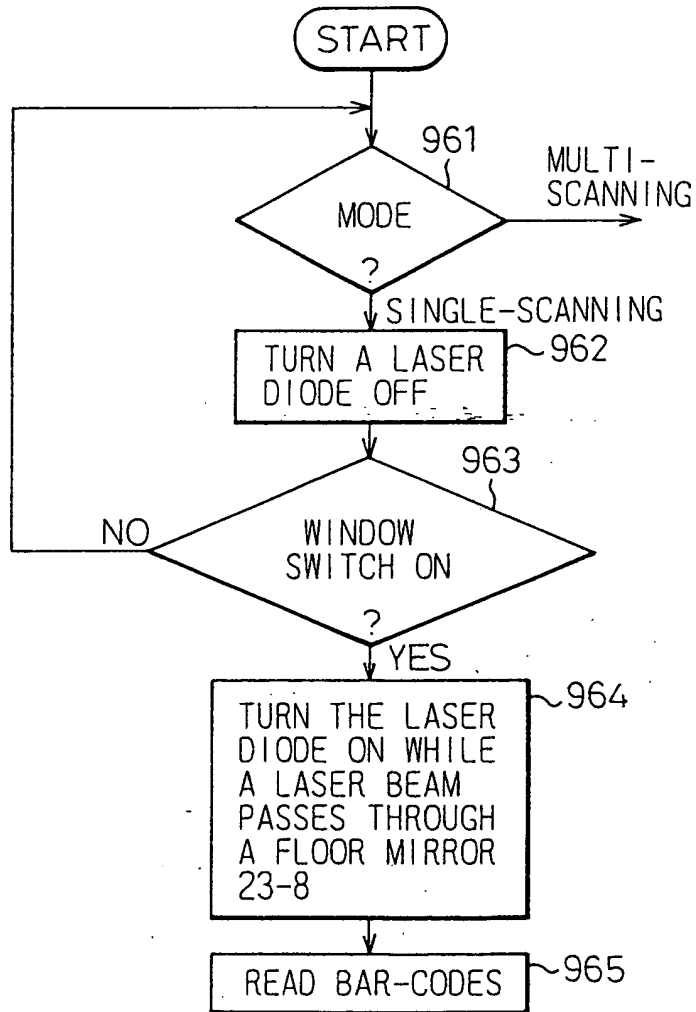 START
961
MULTI-
SCANNING
MODE
?
SINGLE-SCANNING
TURN A LASER
DIODE OFF
962
963
NO
WINDOW
SWITCH ON
?
YES
964
TURN THE LASER
DIODE ON WHILE
A LASER BEAM
PASSES THROUGH
A FLOOR MIRROR
23-8
READ BAR-CODES
965